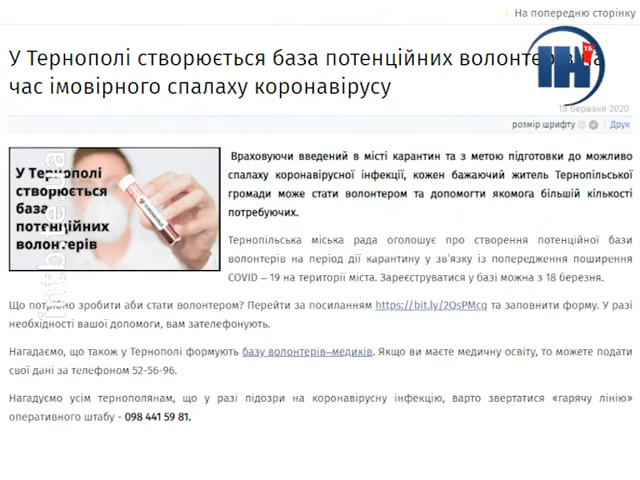 На попередню сторінку
У Тернополі створюється база потенційних
час імовірного спалаху коронавірусу
ТБ
ІН
18 березня 2020
розмір шрифту Друк
У Тернополі
створюється
база
потенційних
волонтерів
Враховуючи введений в місті карантин та з метою підготовки до можливо
спалаху коронавірусної інфекції, кожен бажаючий житель Тернопільської
громади може стати волонтером та допомогти якомога більшій кількості
потребуючих.
Тернопільська міська рада оголошує про створення потенційної бази
волонтерів на період дії карантину у зв'язку із попередження поширення
COVID – 19 на території міста. Зареєструватися у базі можна з 18 березня.
Що потрібно зробити аби стати волонтером? Перейти за посиланням https://bit.ly/2QsPMcq та заповнити форму. У разі
необхідності вашої допомоги, вам зателефонують.
Нагадаємо, що також у Тернополі формують базу волонтерів–медиків. Якщо ви маєте медичну освіту, то можете подати
свої дані за телефоном 52-56-96.
Нагадуємо усім тернополянам, що у разі підозри на коронавірусну інфекцію, варто звертатися «гарячу лінію»
оперативного штабу - 098 441 59 81.